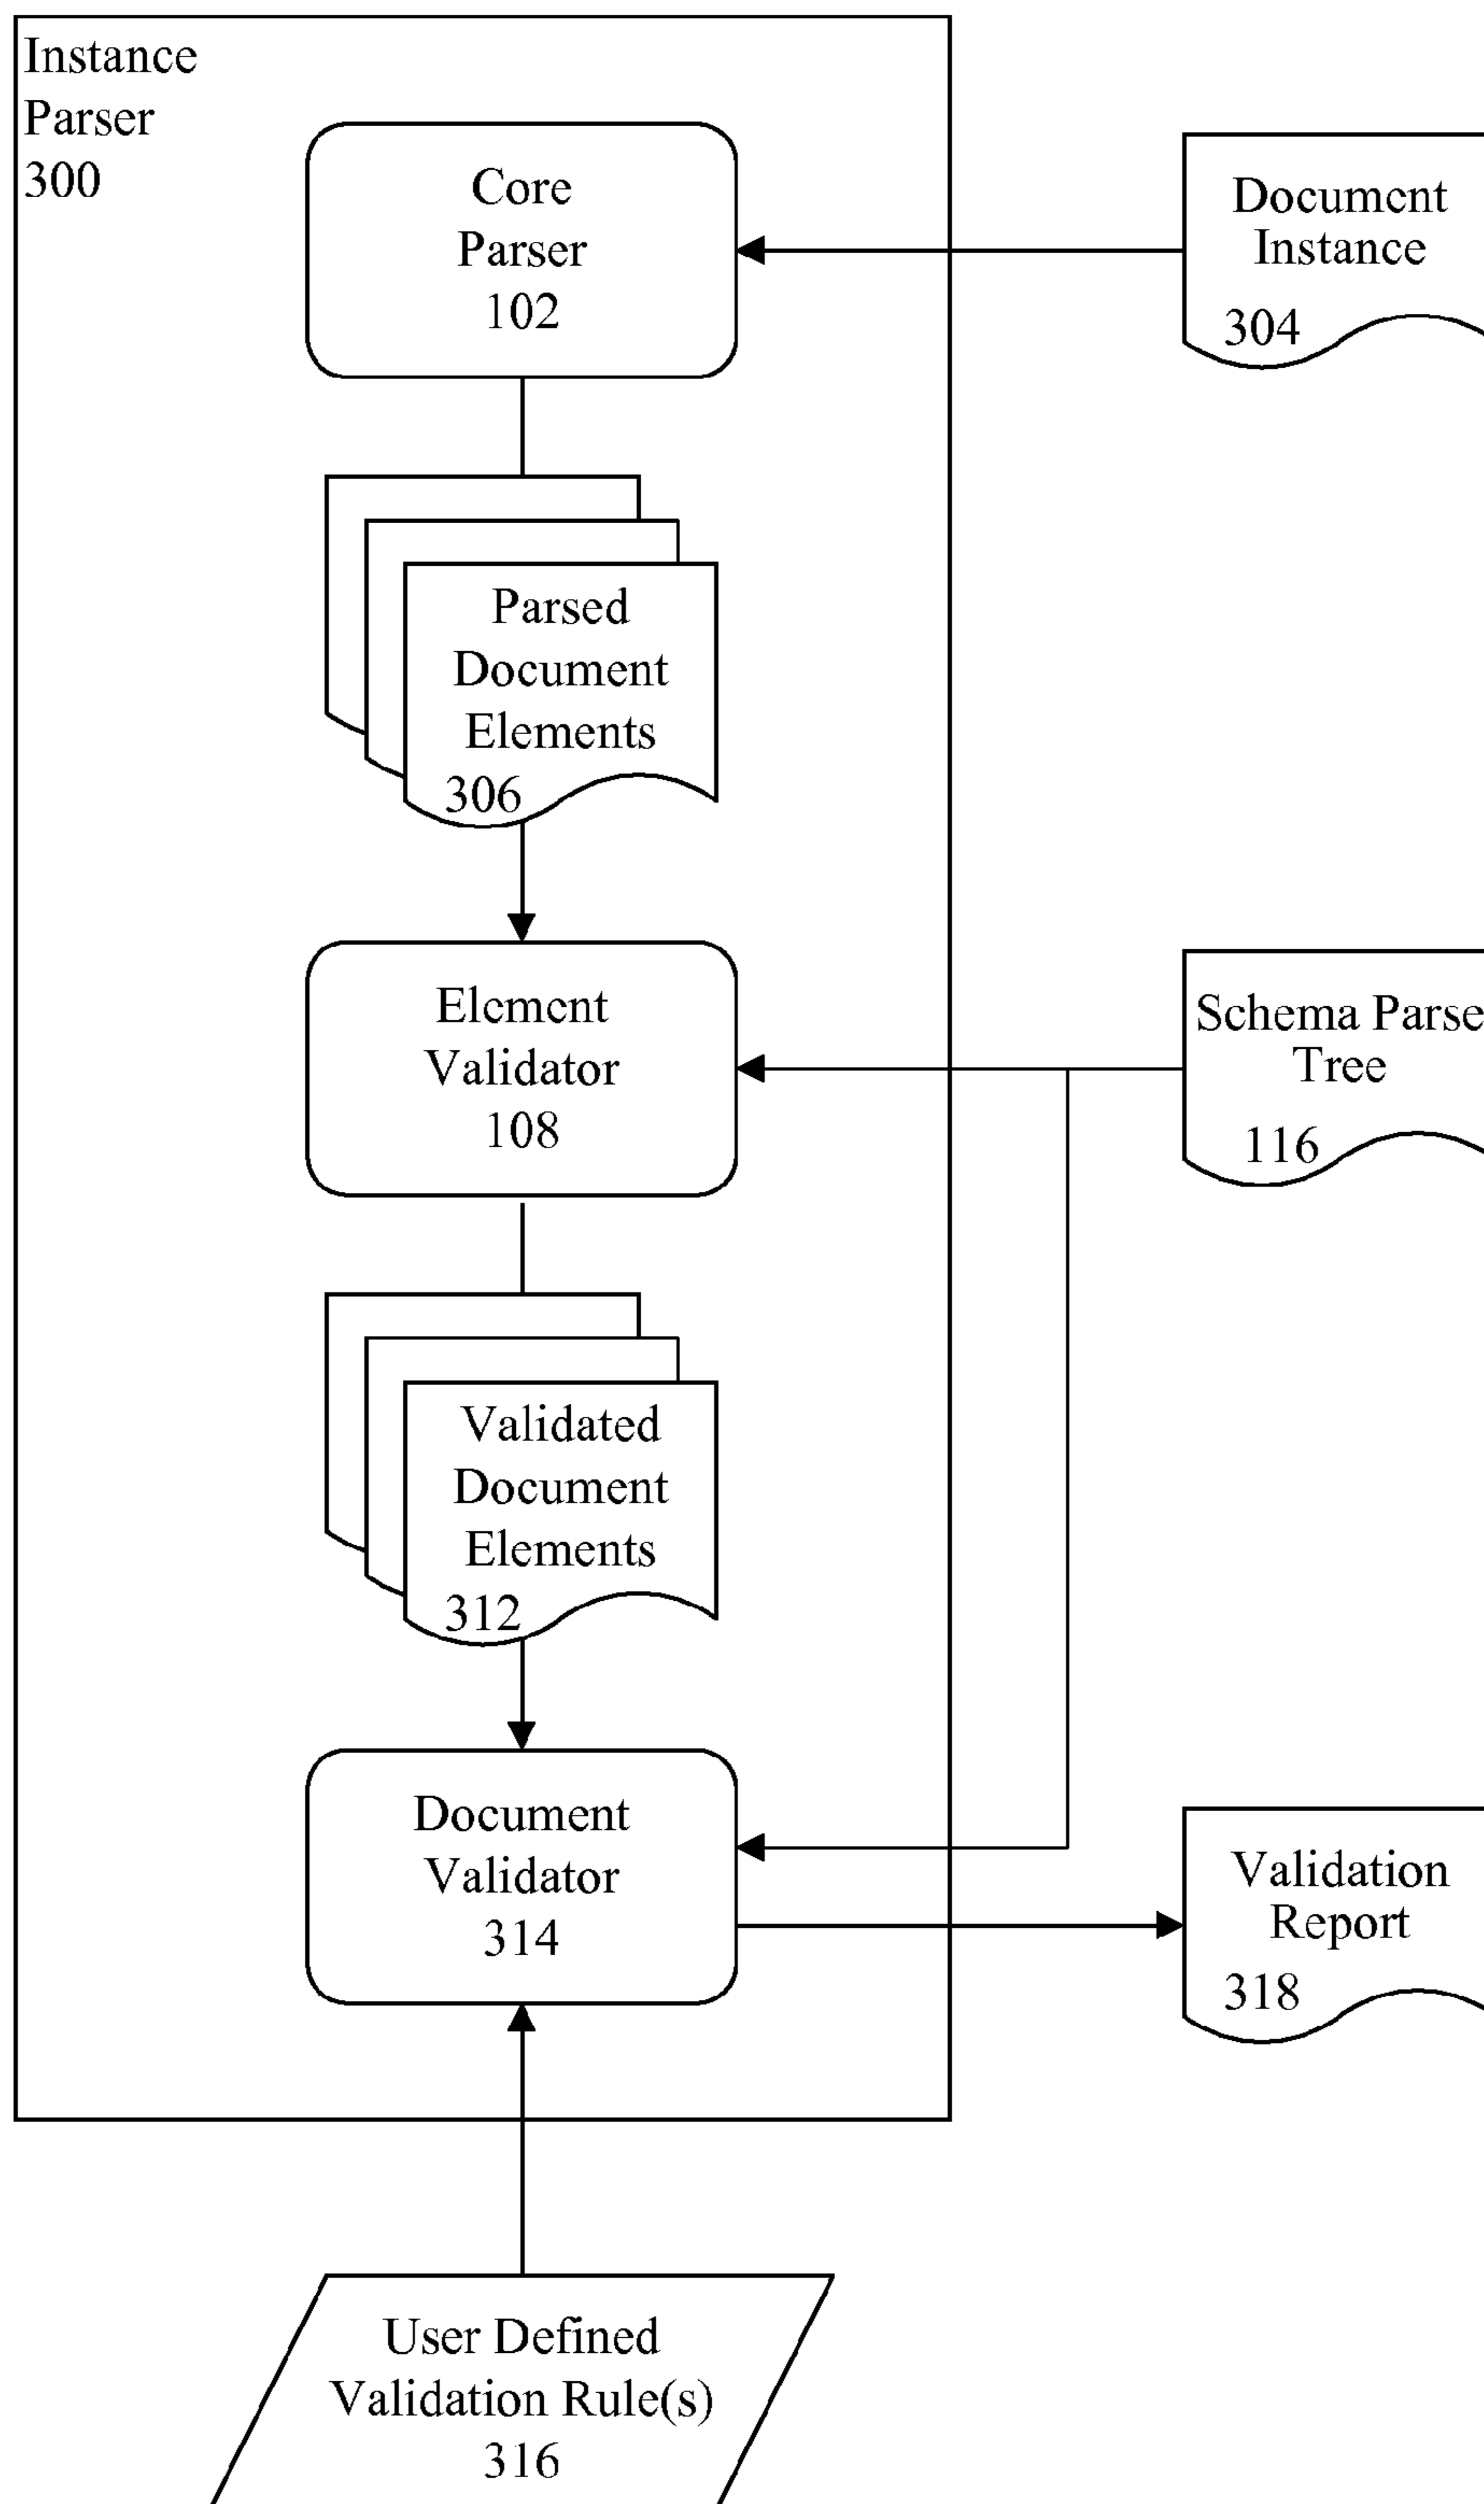 Instance
Parser
300
Core
Parser
102
Document
Instance
304
Parsed
Document
Elements
306
Element
Validator
108
Schema Parse
Tree
116
Validated
Document
Elements
312
Document
Validator
314
Validation
Report
318
User Defined
Validation Rule(s)
316